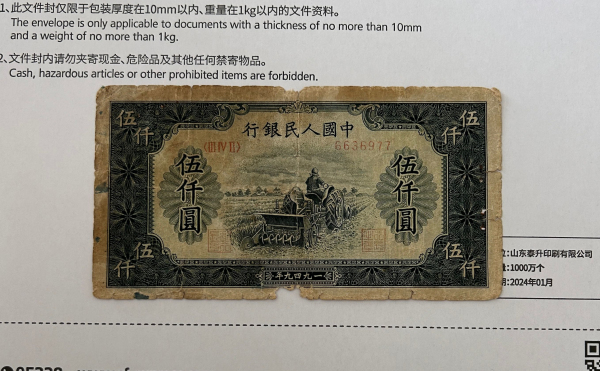 1、此文件封仅限于包装厚度在10mm以内、重量在1kg以内的文件资料。
The envelope is only applicable to documents with a thickness of no more than 10mm
and a weight of no more than 1kg.
2、文件封内请勿夹寄现金、危险品及其他任何禁寄物品。
Cash, hazardous articles or other prohibited items are forbidden.
伍仟
伍仟
行銀民人國中
8636977
伍仟圓
伍仟圓
伍仟
伍仟
年九四九一
:山东泰升印刷有限公司
:1000万个
:2024年01月